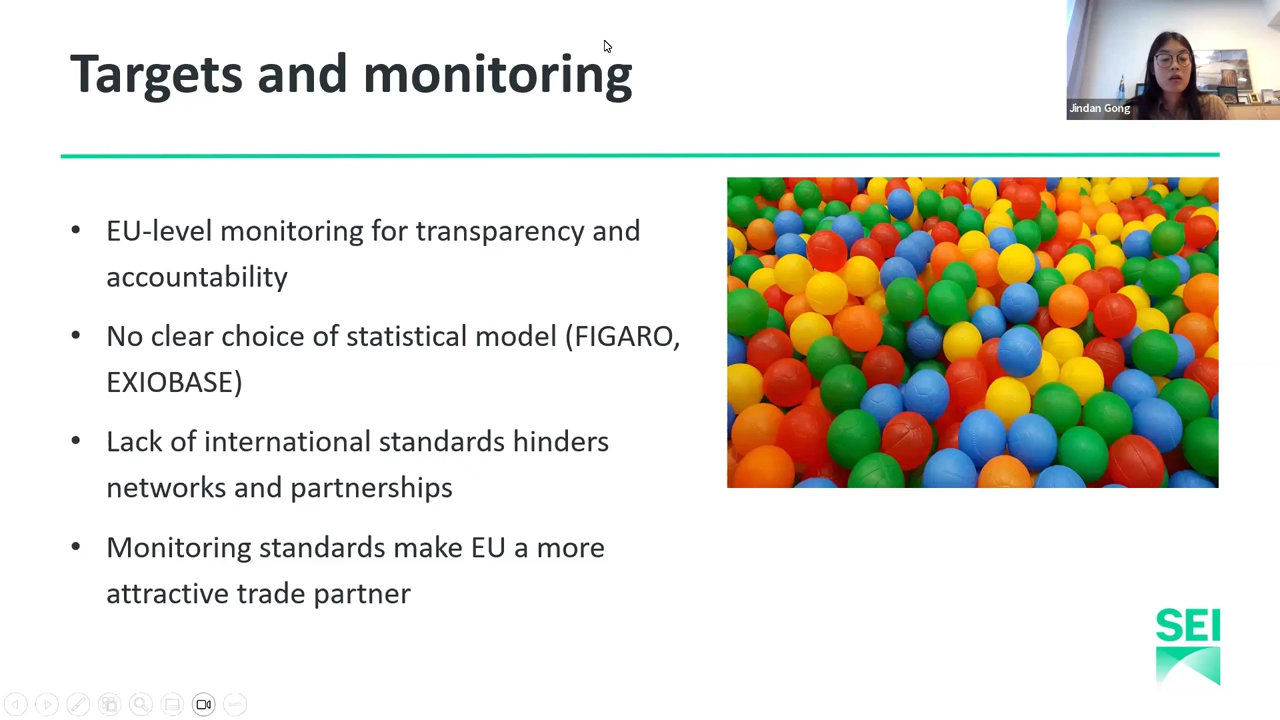 Targets and monitoring
Jindan Gong
• EU-level monitoring for transparency and
accountability
• No clear choice of statistical model (FIGARO,
EXIOBASE)
• Lack of international standards hinders
networks and partnerships
• Monitoring standards make EU a more
attractive trade partner
SEI